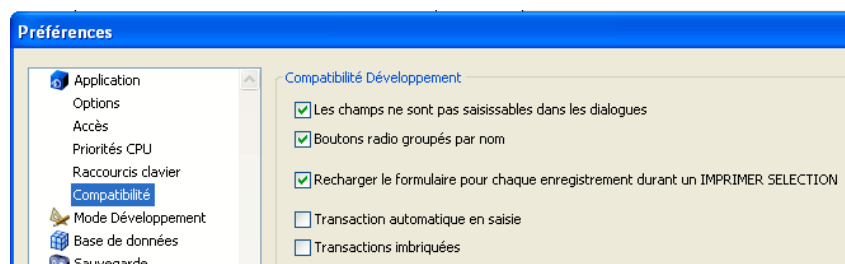 Préférences
Application
Options
Accès
Priorités CPU
Raccourcis clavier
Compatibilité
Mode Développement
Base de données
Sauvegarde
Compatibilité Développement
Les champs ne sont pas saisissables dans les dialogues
Boutons radio groupés par nom
Recharger le formulaire pour chaque enregistrement durant un IMPRIMER SELECTION
Transaction automatique en saisie
Transactions imbriquées